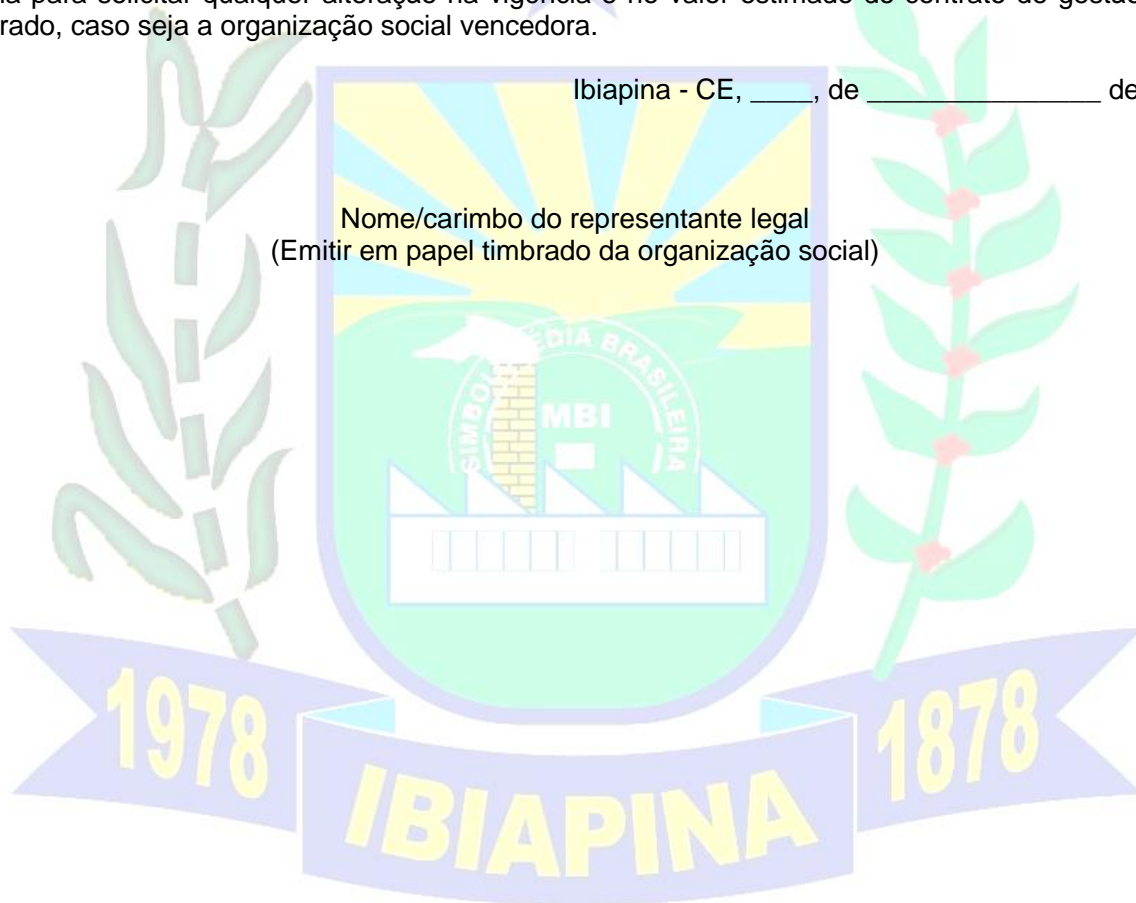 para solicitar qualquer alteração na vigência e no valor estimado do contrato de gestão
rado, caso seja a organização social vencedora.
Ibiapina - CE, ____, de _______________ de
Nome/carimbo do representante legal
(Emitir em papel timbrado da organização social)
MBI
BRASILEIRA
1978
IBIAPINA
1878